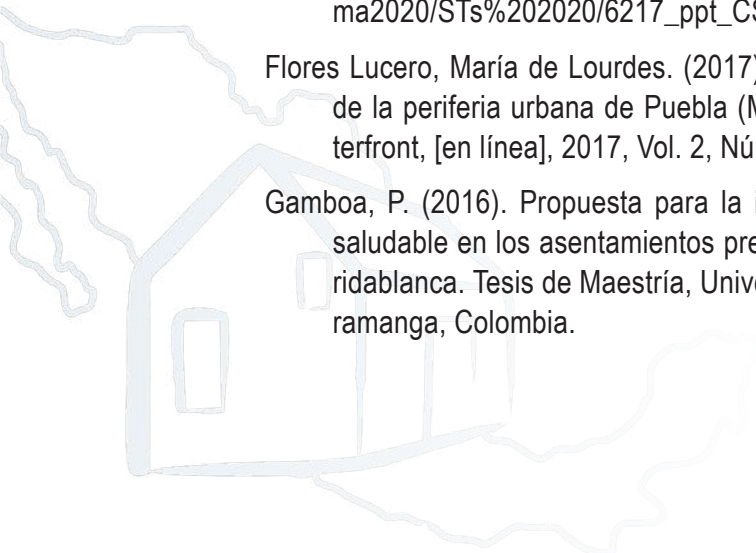 ma2020/STs%202020/6217_ppt_CS
Flores Lucero, María de Lourdes. (2017)
de la periferia urbana de Puebla (M
terfront, [en línea], 2017, Vol. 2, Nú
Gamboa, P. (2016). Propuesta para la i
saludable en los asentamientos pre
ridablanca. Tesis de Maestría, Unive
ramanga, Colombia.